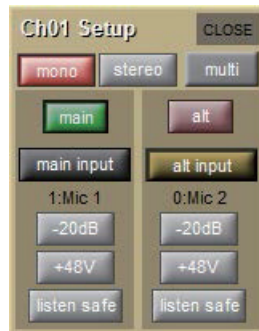 Ch01 Setup CLOSE
mono stereo multi
main alt
main input alt input
1:Mic 1 0:Mic 2
-20dB -20dB
+48V +48V
listen safe listen safe